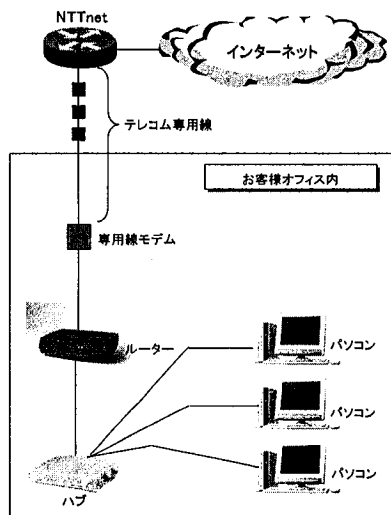 NTTnet
インターネット
テレコム専用線
お客様オフィス内
専用線モデム
ルーター
パソコン
パソコン
パソコン
ハブ